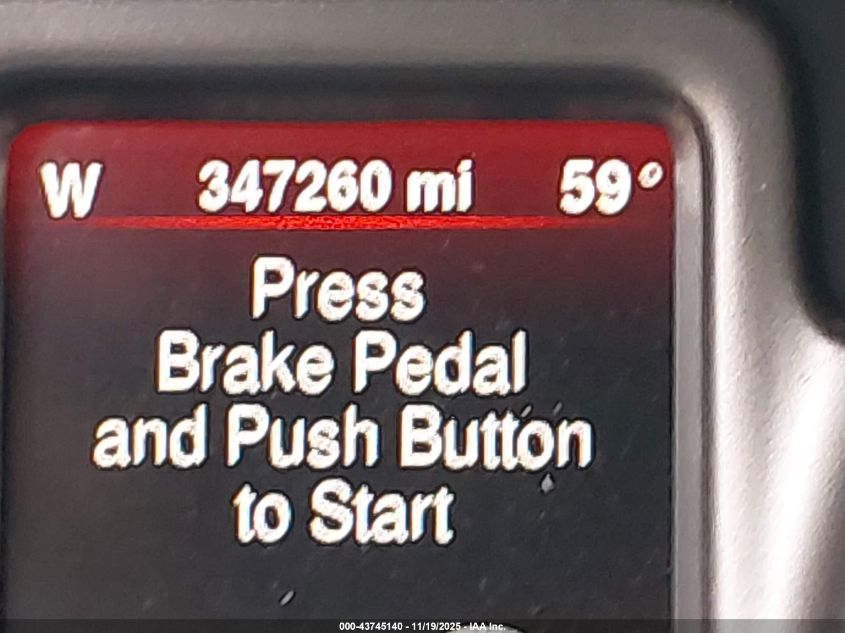 W 347260 mi 59°
Press
Brake Pedal
and Push Button
to Start
000-43745140 - 11/19/2025 - IAA Inc.